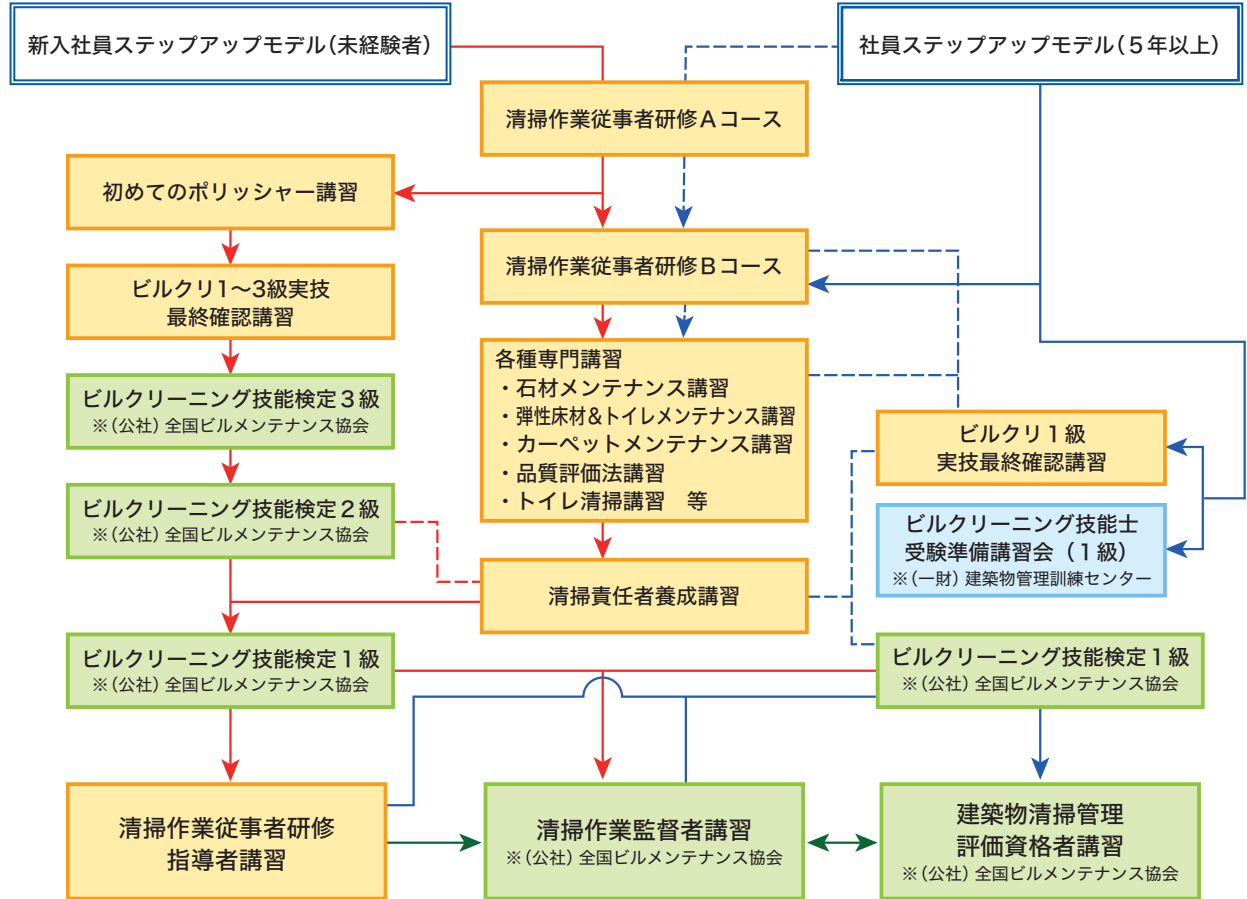 新入社員ステップアップモデル（未経験者）
社員ステップアップモデル（５年以上）
清掃作業従事者研修Ａコース
初めてのポリッシャー講習
清掃作業従事者研修Ｂコース
ビルクリ1〜3級実技
最終確認講習
各種専門講習
・石材メンテナンス講習
・弾性床材＆トイレメンテナンス講習
・カーペットメンテナンス講習
・品質評価法講習
・トイレ清掃講習　等
ビルクリーニング技能検定３級
※（公社）全国ビルメンテナンス協会
ビルクリ１級
実技最終確認講習
ビルクリーニング技能検定２級
※（公社）全国ビルメンテナンス協会
ビルクリーニング技能士
受験準備講習会（１級）
※（一財）建築物管理訓練センター
清掃責任者養成講習
ビルクリーニング技能検定１級
※（公社）全国ビルメンテナンス協会
ビルクリーニング技能検定１級
※（公社）全国ビルメンテナンス協会
清掃作業従事者研修
指導者講習
清掃作業監督者講習
※（公社）全国ビルメンテナンス協会
建築物清掃管理
評価資格者講習
※（公社）全国ビルメンテナンス協会